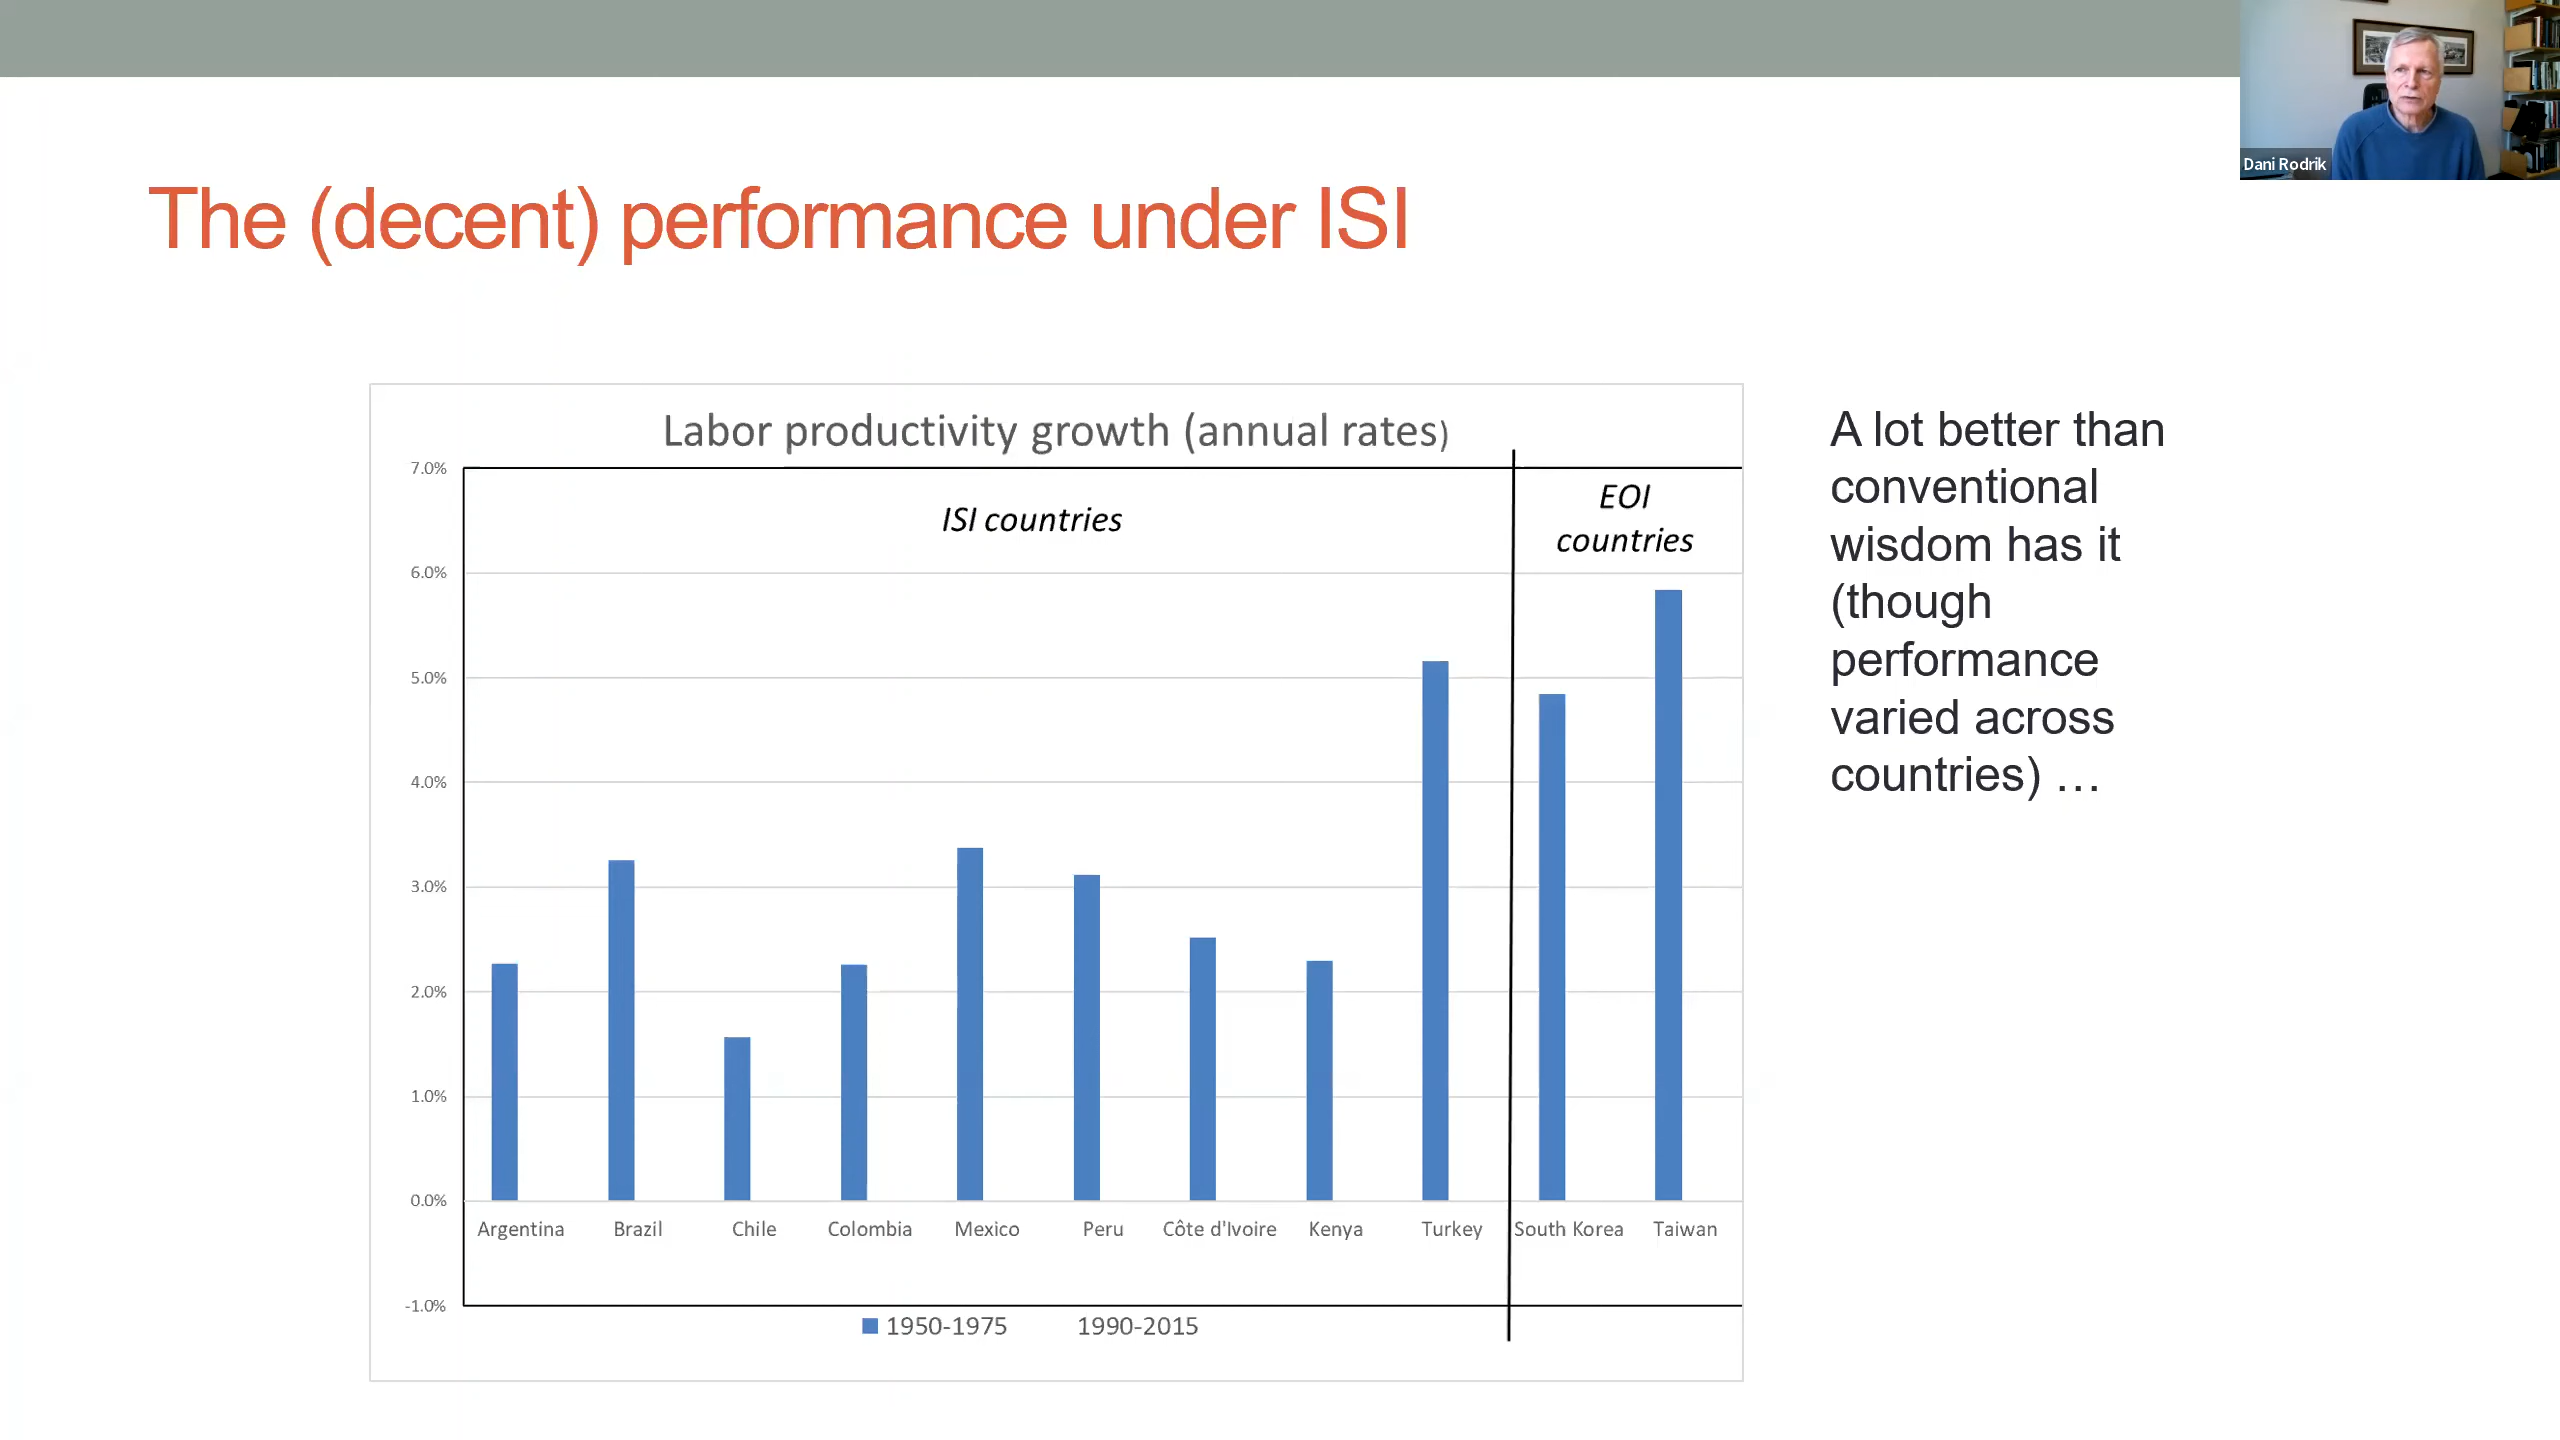 Dani Rodrik
The (decent) performance under ISI
Labor productivity growth (annual rates)
7.0%
6.0%
5.0%
4.0%
3.0%
2.0%
1.0%
0.0%
-1.0%
ISI countries
EOI
countries
Argentina Brazil Chile Colombia Mexico Peru Côte d'Ivoire Kenya Turkey South Korea Taiwan
1950-1975 1990-2015
A lot better than
conventional
wisdom has it
(though
performance
varied across
countries) …